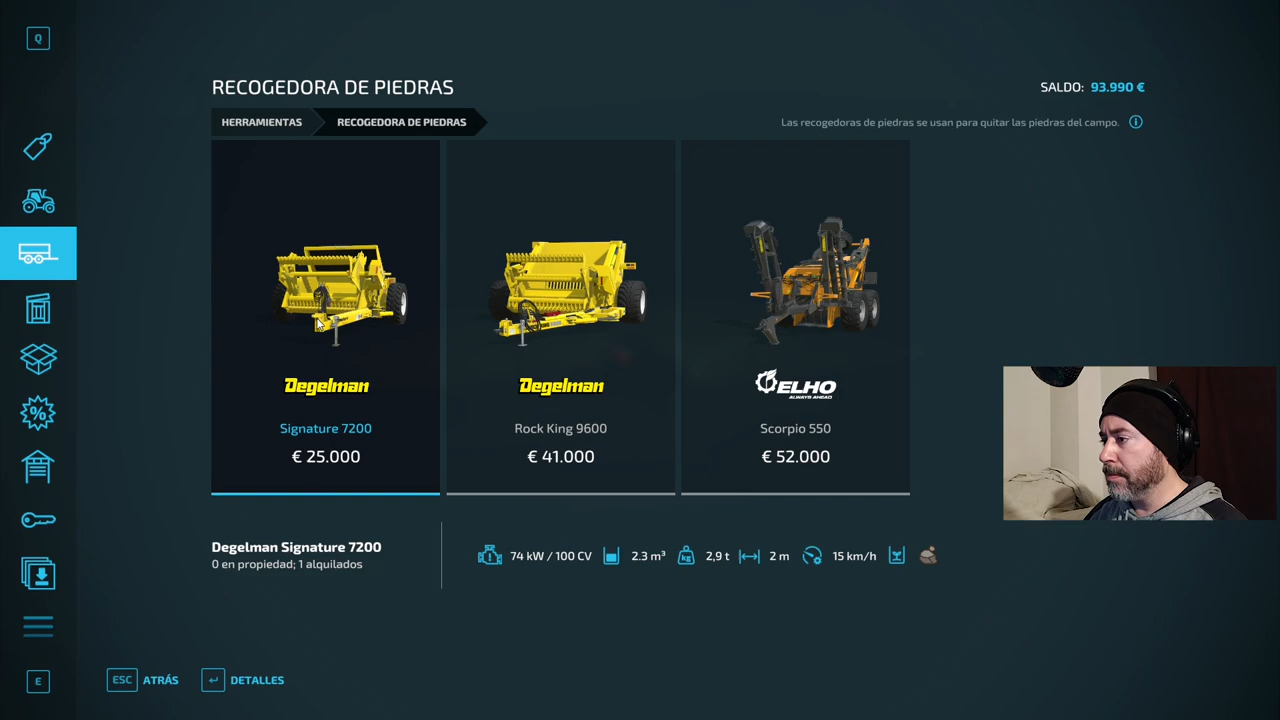 Q
RECOGEDORA DE PIEDRAS
SALDO: 93.990 €
HERRAMIENTAS
RECOGEDORA DE PIEDRAS
Las recogedoras de piedras se usan para quitar las piedras del campo.
Degelman
Degelman
ELHO
ALWAYS AHEAD
Signature 7200
Rock King 9600
Scorpio 550
€ 25.000
€ 41.000
€ 52.000
Degelman Signature 7200
0 en propiedad; 1 alquilados
74 kW / 100 CV
2.3 m³
2,9 t
2 m
15 km/h
E
ESC ATRÁS
DETALLES